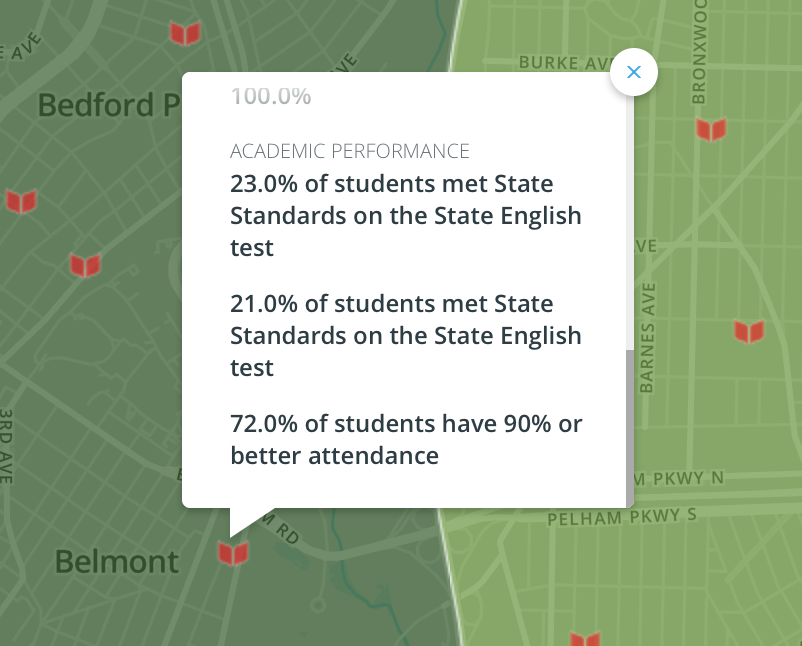 E AVE
AVE
BURKE AV
BRONXWOO
Bedford P
100.0%
ACADEMIC PERFORMANCE
23.0% of students met State
Standards on the State English
test
21.0% of students met State
Standards on the State English
test
72.0% of students have 90% or
better attendance
VE
BARNES AVE
3RD AVE
E
M RD
M PKWY N
PELHAM PKWY S
Belmont